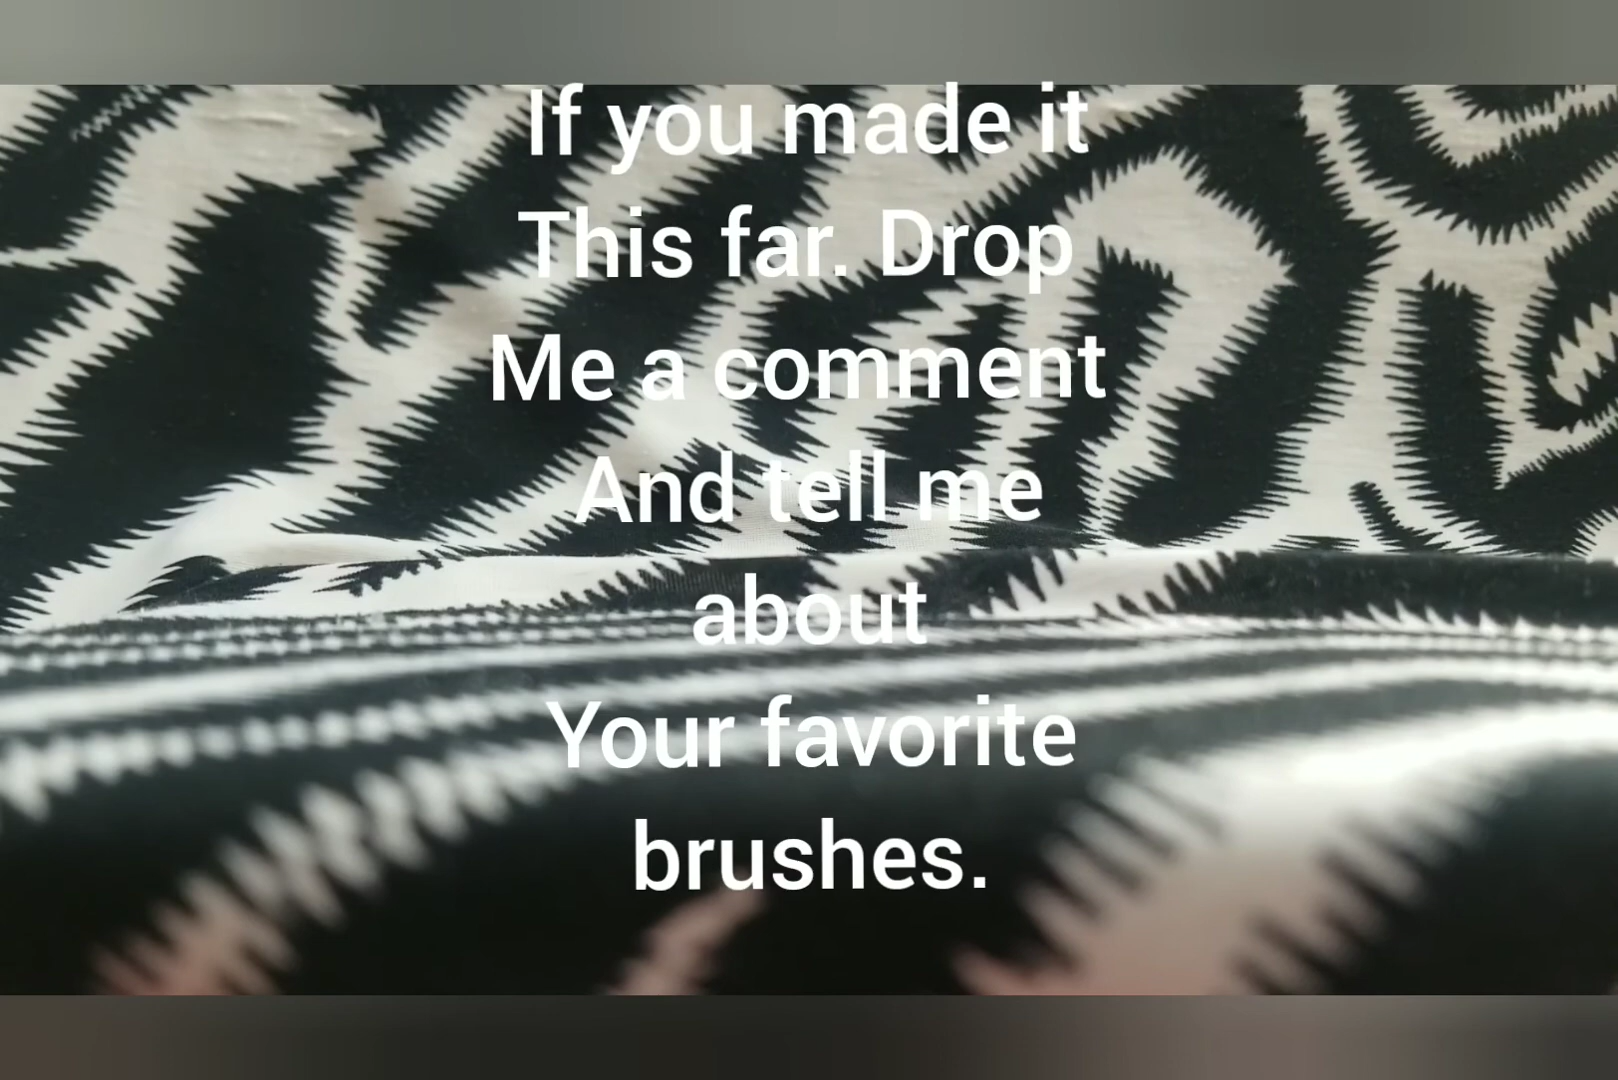 If you made it
This far. Drop
Me a comment
And tell me
about
Your favorite
brushes.